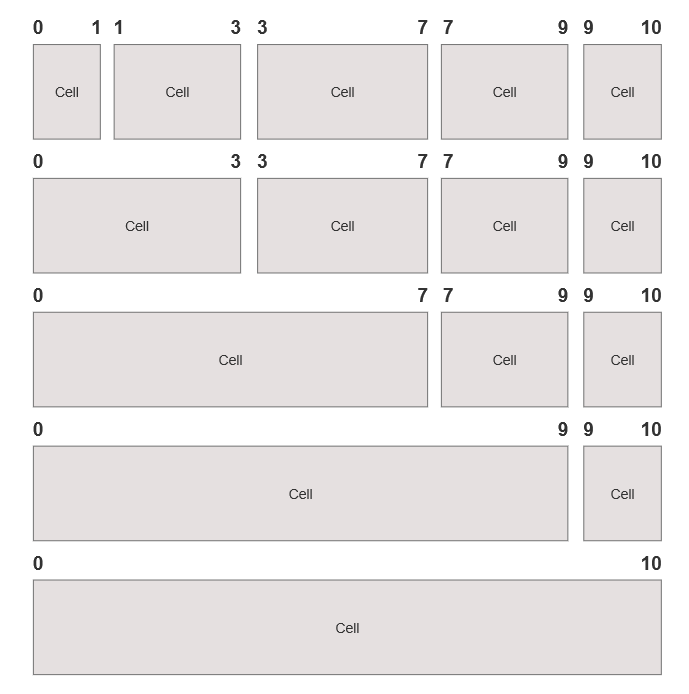 0 1 1 3 3 7 7 9 9 10
Cell Cell Cell Cell Cell
0 3 3 7 7 9 9 10
Cell Cell Cell Cell
0 7 7 9 9 10
Cell Cell Cell
0 9 9 10
Cell Cell
0 10
Cell